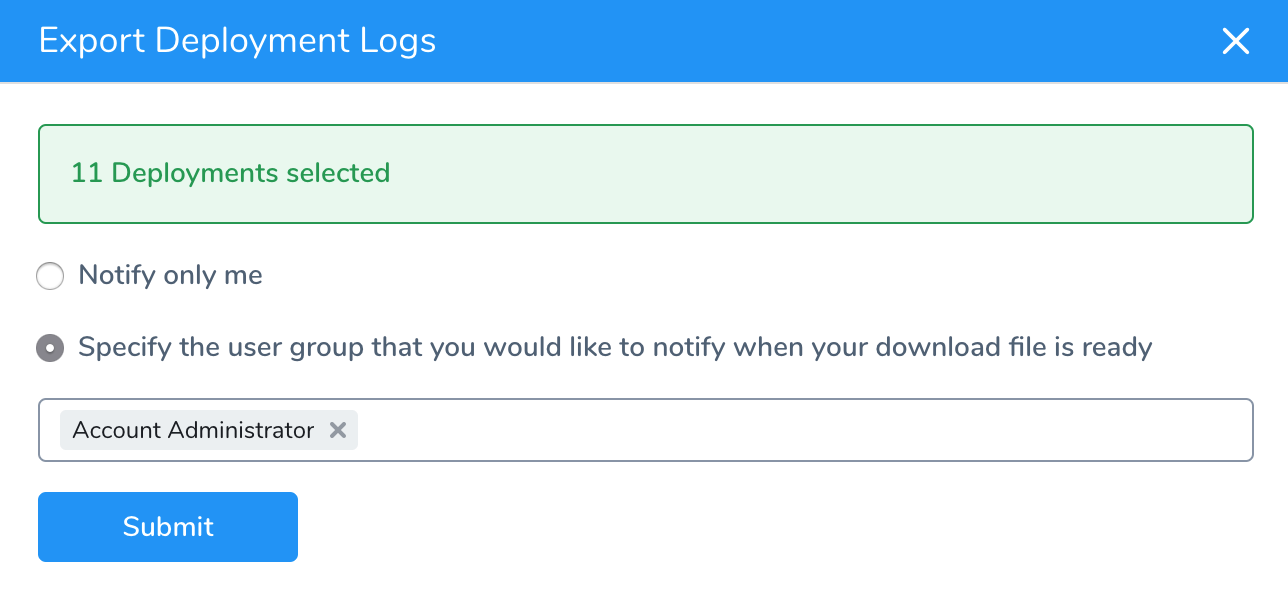 Export Deployment Logs
11 Deployments selected
Notify only me
Specify the user group that you would like to notify when your download file is ready
Account Administrator
Submit